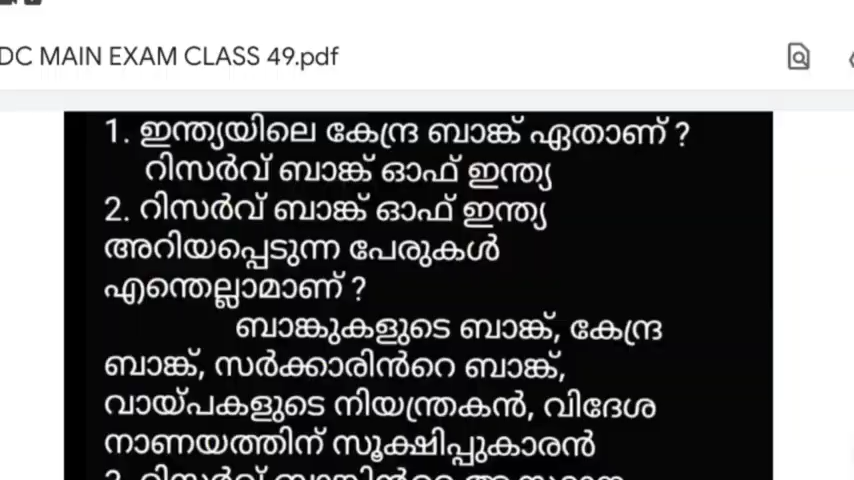 DC MAIN EXAM CLASS 49.pdf
1. ഇന്ത്യയിലെ കേന്ദ്ര ബാങ്ക് ഏതാണ് ?
റിസർവ് ബാങ്ക് ഓഫ് ഇന്ത്യ
2. റിസർവ് ബാങ്ക് ഓഫ് ഇന്ത്യ
അറിയപ്പെടുന്ന പേരുകൾ
എന്തെല്ലാമാണ് ?
ബാങ്കുകളുടെ ബാങ്ക്, കേന്ദ്ര
ബാങ്ക്, സർക്കാരിൻറെ ബാങ്ക്,
വായ്പകളുടെ നിയന്ത്രകൻ, വിദേശ
നാണയത്തിന് സൂക്ഷിപ്പുകാരൻ